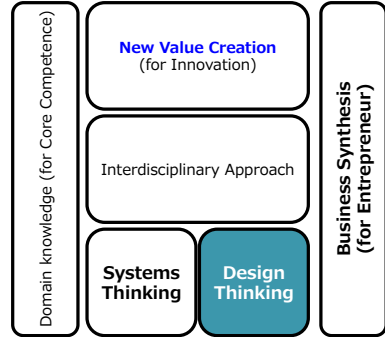 Domain knowledge (for Core Competence)
New Value Creation
(for Innovation)
Interdisciplinary Approach
Systems
Thinking
Design
Thinking
Business Synthesis
(for Entrepreneur)